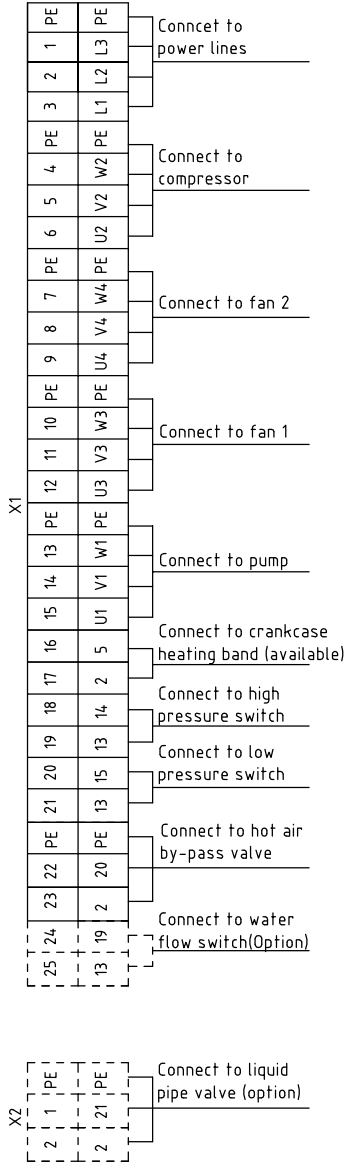 PE PE
1 L3
2 L2
3 L1
Conncet to
power lines
PE PE
4 W2
5 V2
6 U2
Connect to
compressor
PE PE
7 W4
8 V4
9 U4
Connect to fan 2
PE PE
10 W3
11 V3
12 U3
Connect to fan 1
X1
PE PE
13 W1
14 V1
15 U1
Connect to pump
16 5
17 2
Connect to crankcase
heating band (available)
18 14
19 13
Connect to high
pressure switch
20 15
21 13
Connect to low
pressure switch
PE PE
22 20
23 2
Connect to hot air
by-pass valve
24 19
25 13
Connect to water
flow switch(Option)
X2
PE PE
1 21
2 2
Connect to liquid
pipe valve (option)